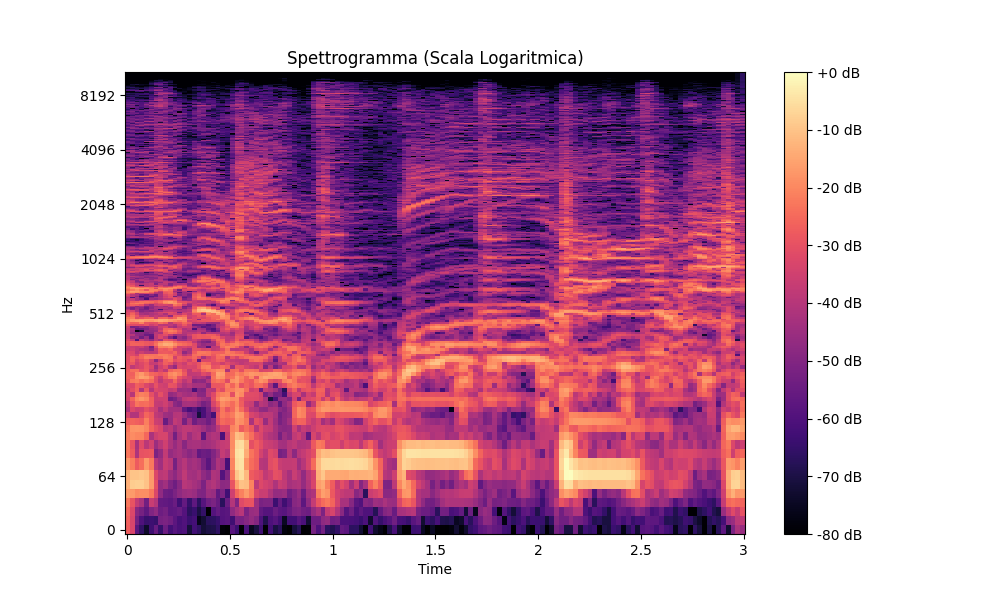 Spettrogramma (Scala Logaritmica)
Hz
8192
4096
2048
1024
512
256
128
64
0
0
0.5
1
1.5
2
2.5
3
Time
+0 dB
-10 dB
-20 dB
-30 dB
-40 dB
-50 dB
-60 dB
-70 dB
-80 dB